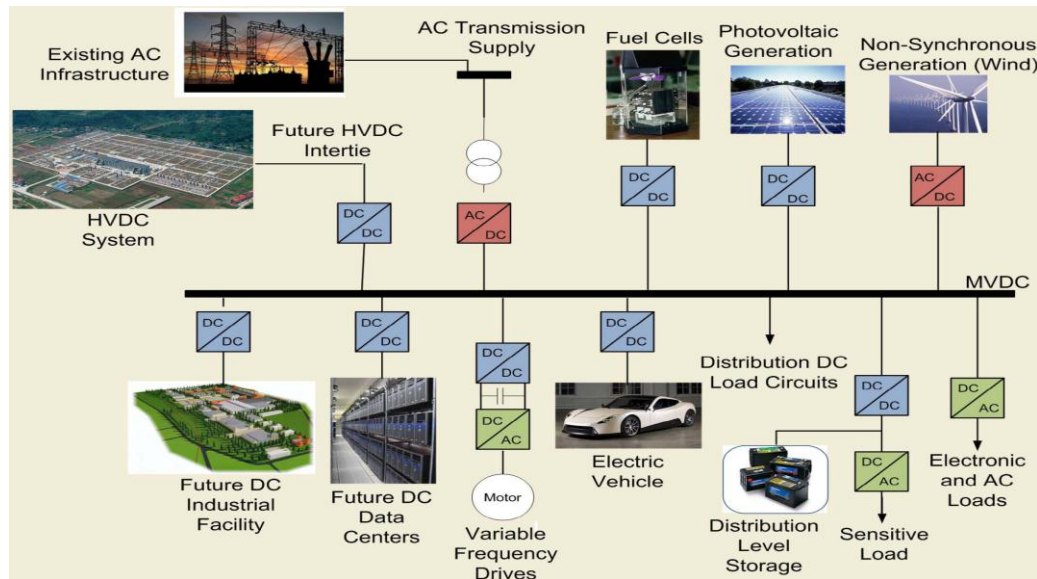 Existing AC
Infrastructure
AC Transmission
Supply
Fuel Cells
Photovoltaic
Generation
Non-Synchronous
Generation (Wind)
Future HVDC
Intertie
HVDC
System
DC
DC
AC
DC
DC
DC
DC
DC
AC
DC
MVDC
DC
DC
DC
DC
DC
DC
DC
AC
DC
DC
DC
DC
DC
AC
DC
AC
Motor
Future DC
Industrial
Facility
Future DC
Data
Centers
Variable
Frequency
Drives
Electric
Vehicle
Distribution DC
Load Circuits
Distribution
Level
Storage
Sensitive
Load
Electronic
and AC
Loads